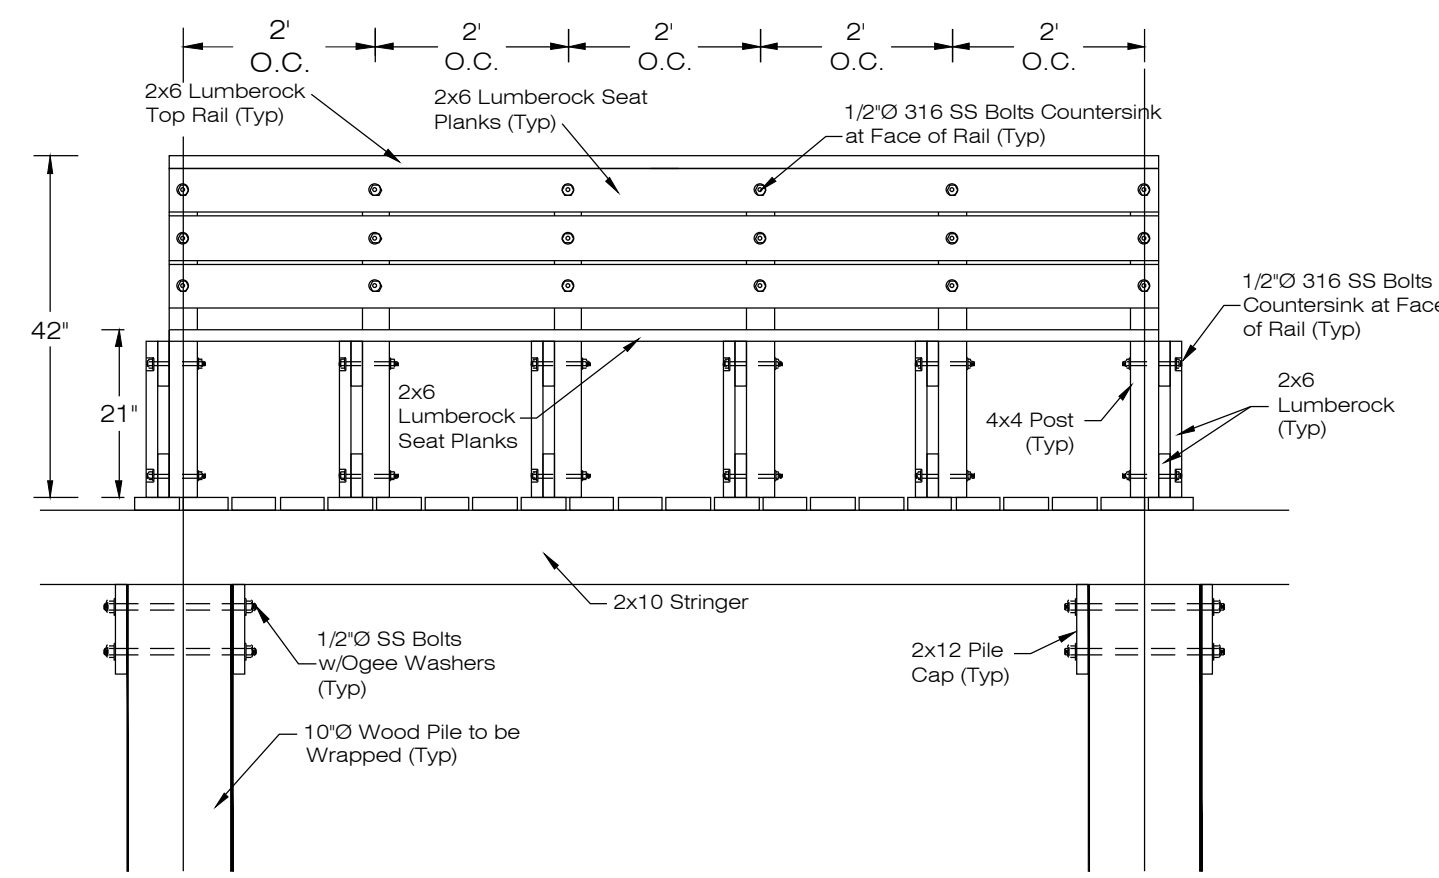 2' 2' 2' 2' 2'
O.C. O.C. O.C. O.C. O.C.
2x6 Lumberock
Top Rail (Typ)
2x6 Lumberock Seat
Planks (Typ)
1/2"Ø 316 SS Bolts Countersink
at Face of Rail (Typ)
1/2"Ø 316 SS Bolts
Countersink at Face
of Rail (Typ)
42"
21"
2x6
Lumberock
Seat Planks
4x4 Post
(Typ)
2x6
Lumberock
(Typ)
2x10 Stringer
1/2"Ø SS Bolts
w/Ogee Washers
(Typ)
2x12 Pile
Cap (Typ)
10"Ø Wood Pile to be
Wrapped (Typ)